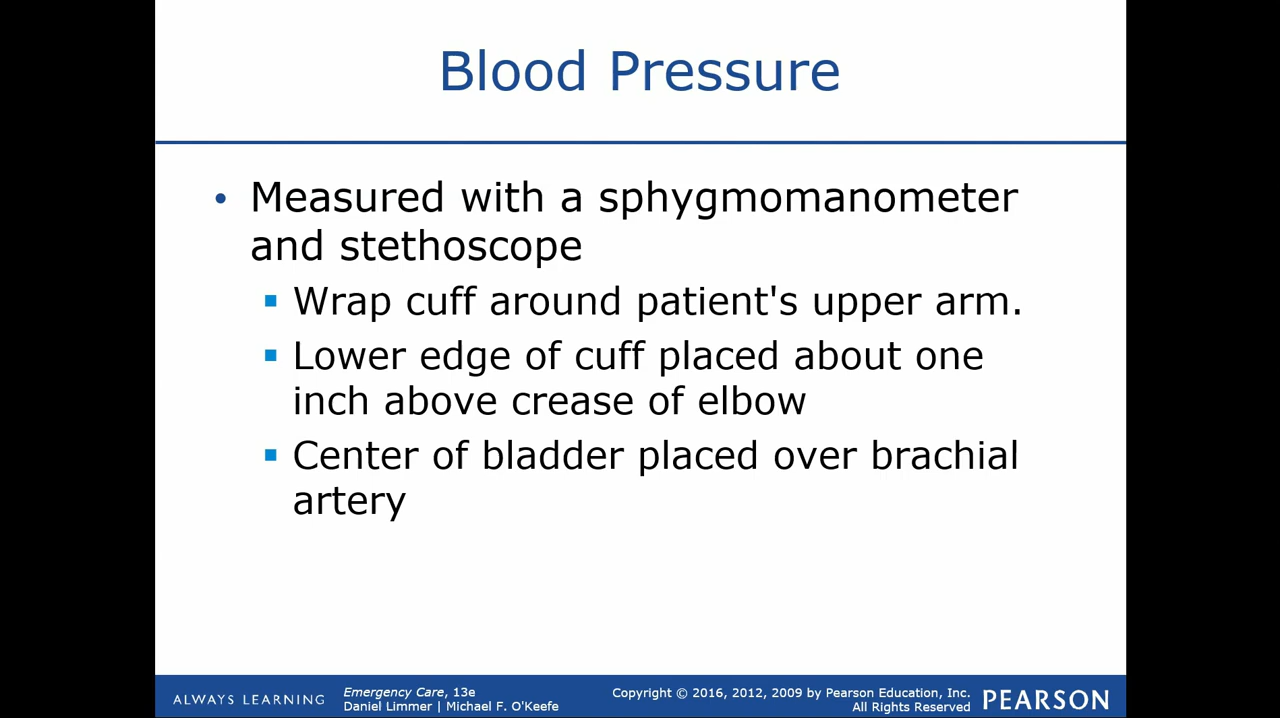 Blood Pressure
• Measured with a sphygmomanometer
and stethoscope
▪ Wrap cuff around patient's upper arm.
▪ Lower edge of cuff placed about one
inch above crease of elbow
▪ Center of bladder placed over brachial
artery
ALWAYS LEARNING
Emergency Care, 13e
Daniel Limmer | Michael F. O'Keefe
Copyright © 2016, 2012, 2009 by Pearson Education, Inc.
All Rights Reserved
PEARSON